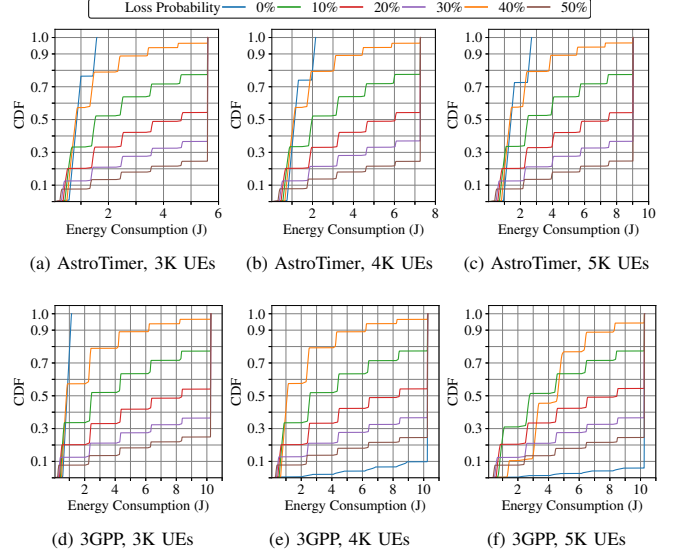 Loss Probability 0% 10% 20% 30% 40% 50%
1.0
0.9
0.7
CDF
0.5
0.3
0.1
2 4 6
Energy Consumption (J)
(a) AstroTimer, 3K UEs
1.0
0.9
0.7
CDF
0.5
0.3
0.1
2 4 6 8
Energy Consumption (J)
(b) AstroTimer, 4K UEs
1.0
0.9
0.7
CDF
0.5
0.3
0.1
2 4 6 8 10
Energy Consumption (J)
(c) AstroTimer, 5K UEs
1.0
0.9
0.7
CDF
0.5
0.3
0.1
2 4 6 8 10
Energy Consumption (J)
(d) 3GPP, 3K UEs
1.0
0.9
0.7
CDF
0.5
0.3
0.1
2 4 6 8 10
Energy Consumption (J)
(e) 3GPP, 4K UEs
1.0
0.9
0.7
CDF
0.5
0.3
0.1
2 4 6 8 10
Energy Consumption (J)
(f) 3GPP, 5K UEs